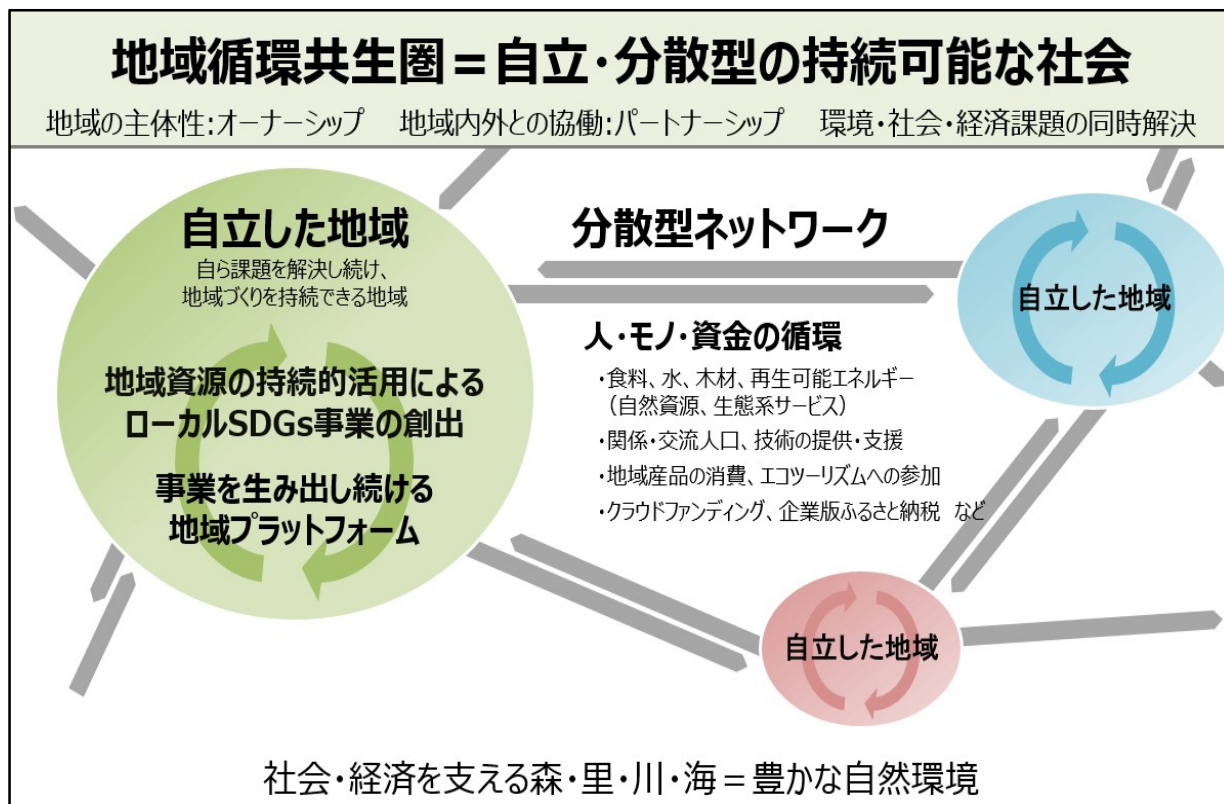 地域循環共生圏＝自立・分散型の持続可能な社会
地域の主体性:オーナーシップ　地域内外との協働:パートナーシップ　環境・社会・経済課題の同時解決
自立した地域
自ら課題を解決し続け、
地域づくりを持続できる地域
地域資源の持続的活用による
ローカルSDGs事業の創出
事業を生み出し続ける
地域プラットフォーム
分散型ネットワーク
人・モノ・資金の循環
・食料、水、木材、再生可能エネルギー
（自然資源、生態系サービス）
・関係・交流人口、技術の提供・支援
・地域産品の消費、エコツーリズムへの参加
・クラウドファンディング、企業版ふるさと納税　など
自立した地域
自立した地域
社会・経済を支える森・里・川・海＝豊かな自然環境